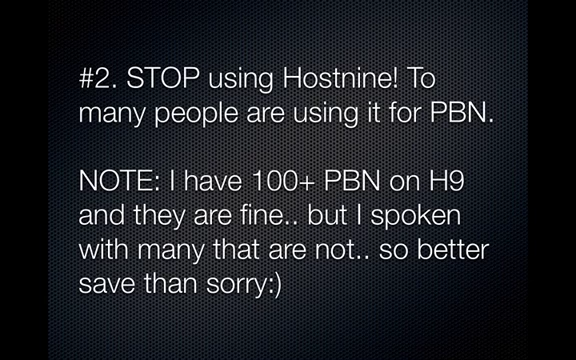 #2. STOP using Hostnine! To
many people are using it for PBN.
NOTE: I have 100+ PBN on H9
and they are fine.. but I spoken
with many that are not.. so better
save than sorry:)